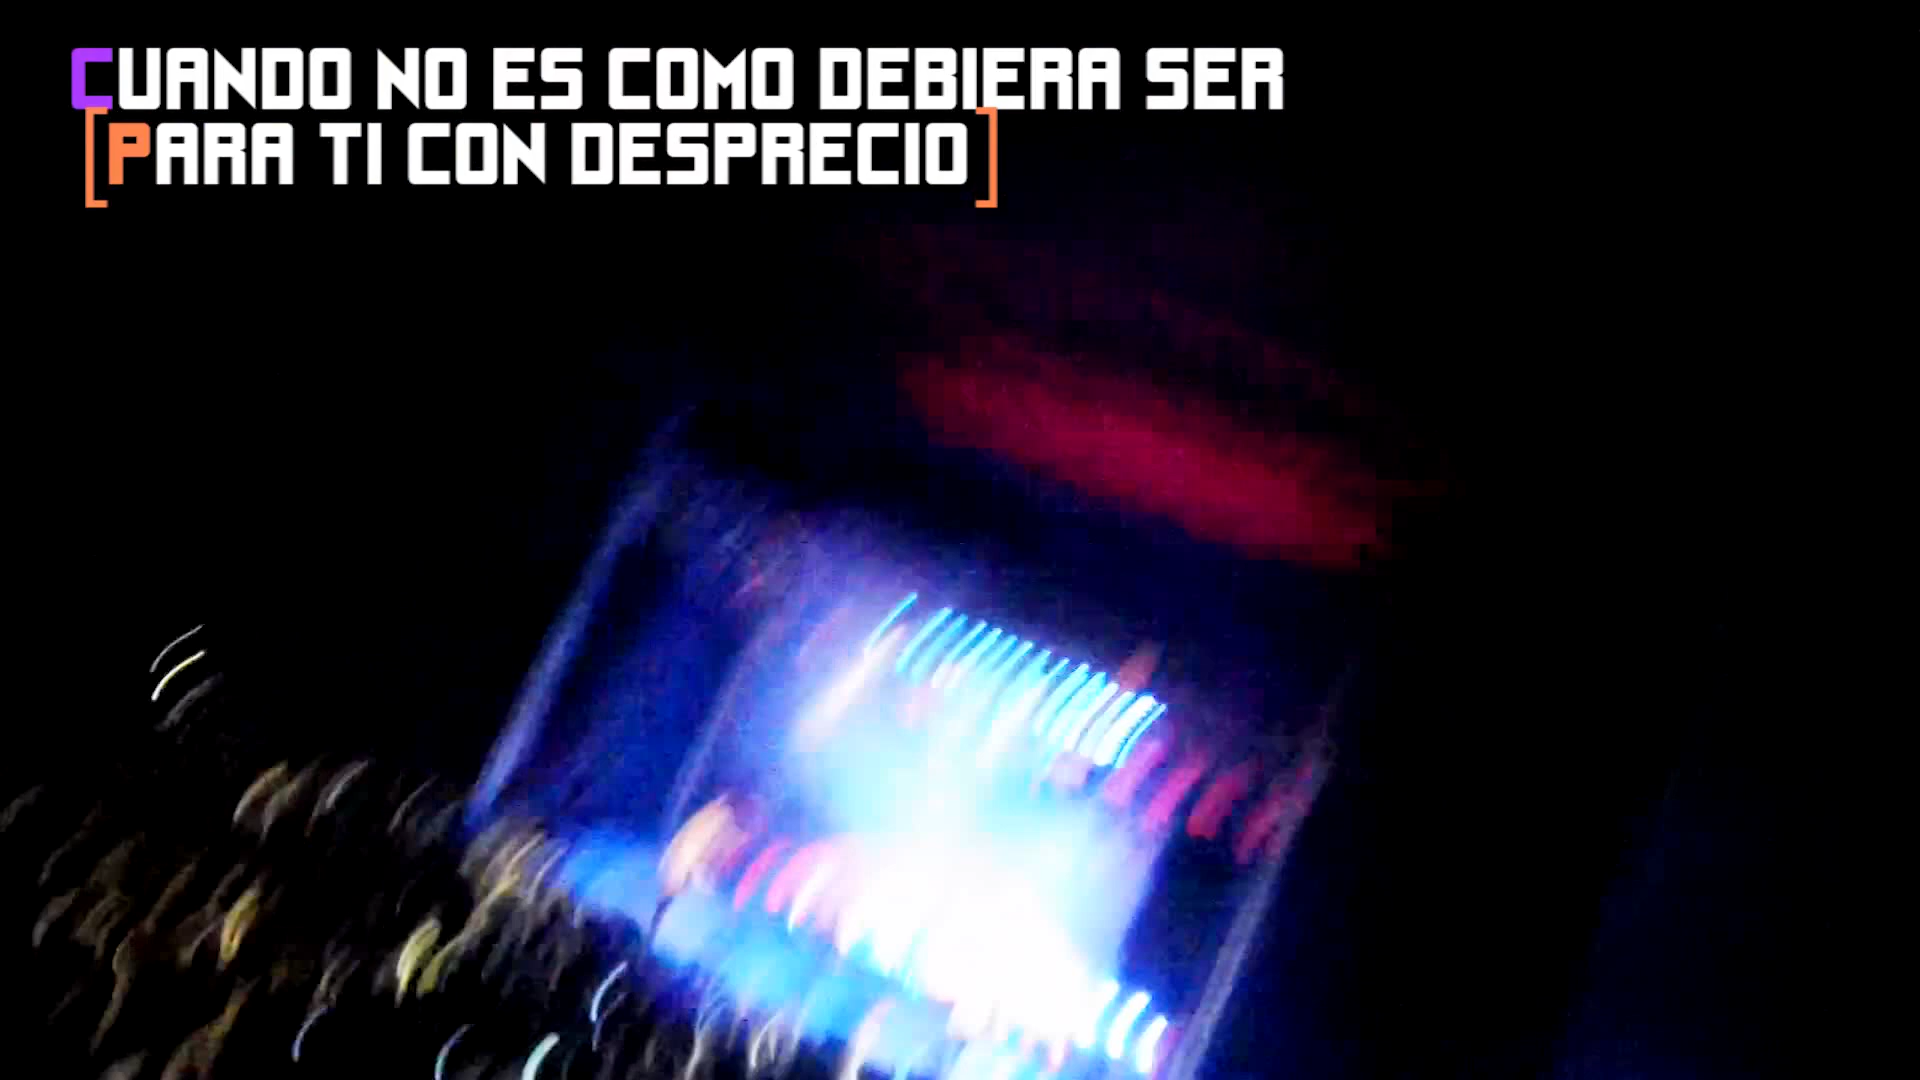 CUANDO NO ES COMO DEBIERA SER
[PARA TI CON DESPRECIO]